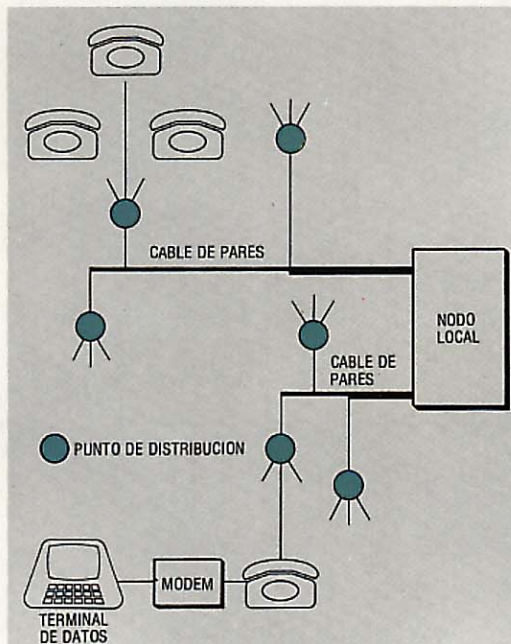 CABLE DE PARES
NODO
LOCAL
CABLE DE
PARES
PUNTO DE DISTRIBUCION
MODEM
TERMINAL
DE DATOS